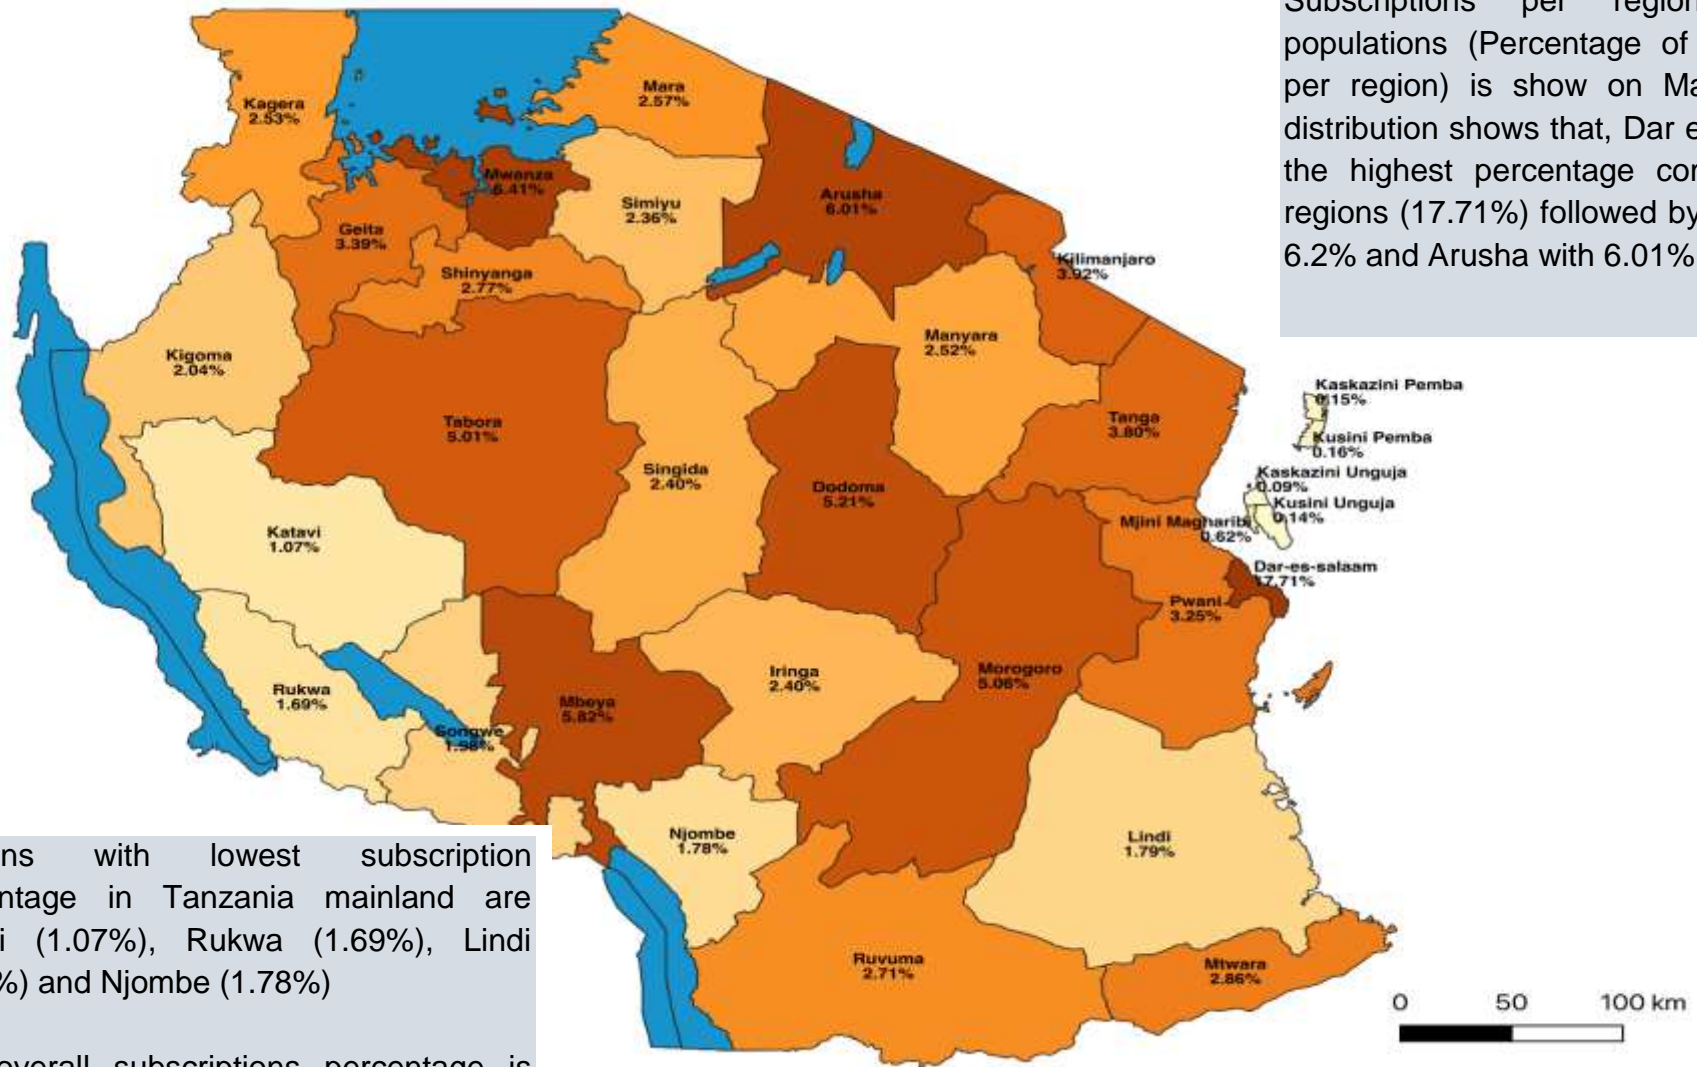 Subscriptions per region
populations (Percentage of
per region) is show on Ma
distribution shows that, Dar e
the highest percentage con
regions (17.71%) followed by
6.2% and Arusha with 6.01%
Kagera
2.53%
Mara
2.57%
Mwanza
6.41%
Arusha
6.01%
Simiyu
2.36%
Geita
3.39%
Shinyanga
2.77%
Kilimanjaro
3.92%
Kigoma
2.04%
Manyara
2.52%
Tabora
5.01%
Singida
2.40%
Dodoma
5.21%
Tanga
3.80%
Kaskazini Pemba
0.15%
Kusini Pemba
0.16%
Kaskazini Unguja
0.09%
Kusini Unguja
0.14%
Mjini Magharibi
0.62%
Dar-es-salaam
17.71%
Katavi
1.07%
Pwani
3.25%
Rukwa
1.69%
Songwe
1.98%
Mbeya
5.82%
Iringa
2.40%
Morogoro
5.06%
Njombe
1.78%
Lindi
1.79%
Ruvuma
2.71%
Mtwara
2.86%
0 50 100 km
ns with lowest subscription
ntage in Tanzania mainland are
i (1.07%), Rukwa (1.69%), Lindi
%) and Njombe (1.78%)
overall subscriptions percentage is